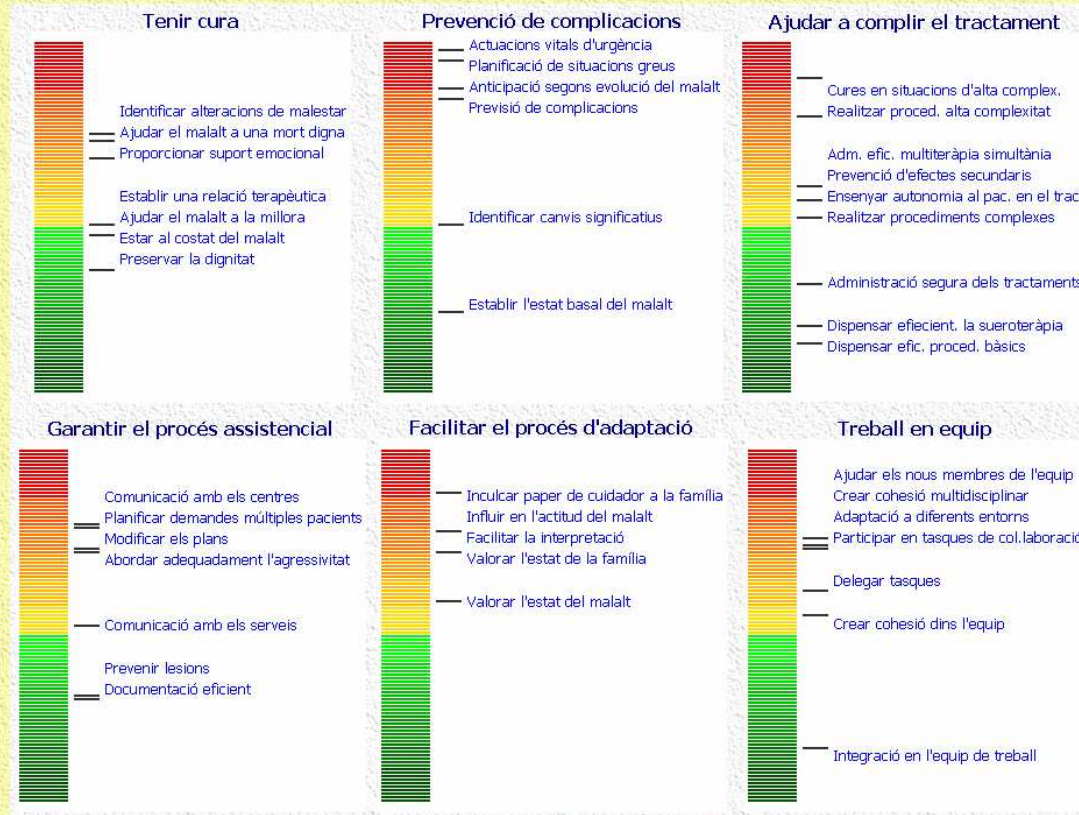 Tenir cura
Identificar alteracions de malestar
Ajudar el malalt a una mort digna
Proporcionar suport emocional
Establir una relació terapèutica
Ajudar el malalt a la millora
Estar al costat del malalt
Preservar la dignitat
Prevenció de complicacions
Actuacions vitals d'urgència
Planificació de situacions greus
Anticipació segons evolució del malalt
Previsió de complicacions
Identificar canvis significatius
Establir l'estat basal del malalt
Ajudar a complir el tractament
Cures en situacions d'alta complex.
Realitzar proced. alta complexitat
Adm. efic. multiteràpia simultània
Prevenció d'efectes secundaris
Ensenyar autonomia al pac. en el trac
Realitzar procediments complexes
Administració segura dels tractaments
Dispensar efiecient. la sueroteràpia
Dispensar efic. proced. bàsics
Garantir el procés assistencial
Comunicació amb els centres
Planificar demandes múltiples pacients
Modificar els plans
Abordar adequadament l'agressivitat
Comunicació amb els serveis
Prevenir lesions
Documentació eficient
Facilitar el procés d'adaptació
Inculcar paper de cuidador a la família
Influir en l'actitud del malalt
Facilitar la interpretació
Valorar l'estat de la família
Valorar l'estat del malalt
Treball en equip
Ajudar els nous membres de l'equip
Crear cohesió multidisciplinar
Adaptació a diferents entorns
Participar en tasques de col.laboració
Delegar tasques
Crear cohesió dins l'equip
Integració en l'equip de treball